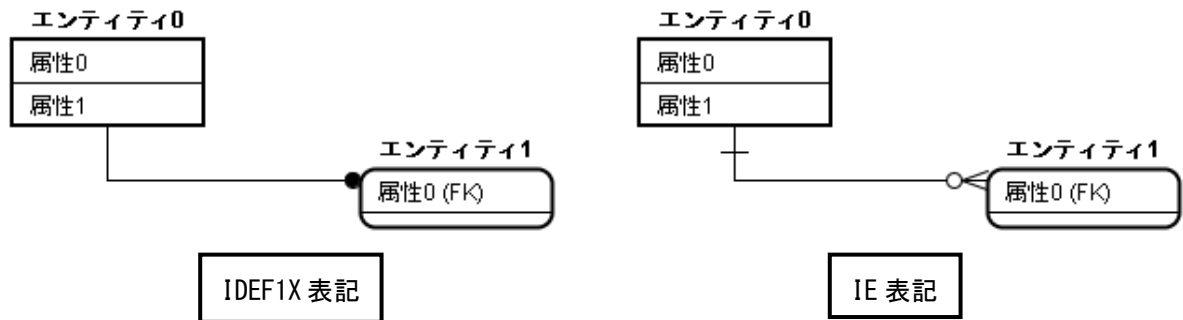 エンティティ0
属性0
属性1
エンティティ1
属性0 (FK)
IDEF1X 表記
エンティティ0
属性0
属性1
エンティティ1
属性0 (FK)
IE 表記